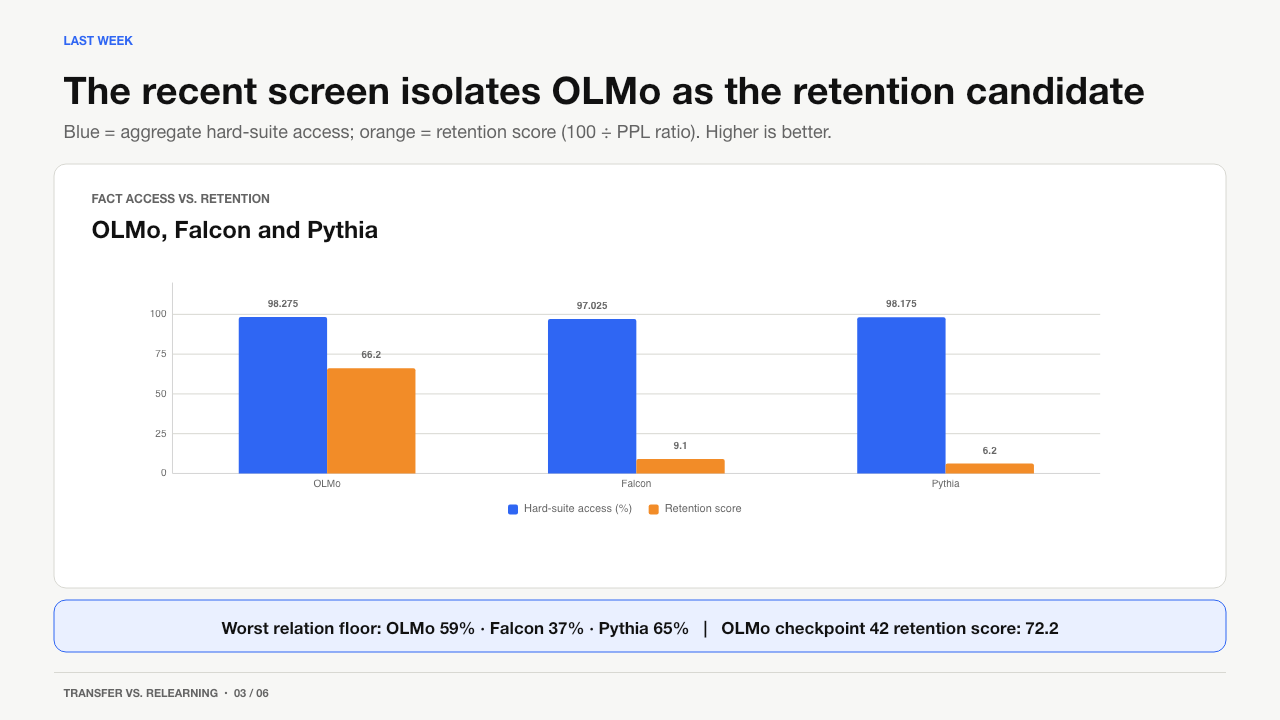 LAST WEEK
The recent screen isolates OLMo as the retention candidate
Blue = aggregate hard-suite access; orange = retention score (100 ÷ PPL ratio). Higher is better.
FACT ACCESS VS. RETENTION
OLMo, Falcon and Pythia
100
75
50
25
0
98.275
66.2
97.025
9.1
98.175
6.2
OLMo
Falcon
Pythia
Hard-suite access (%)
Retention score
Worst relation floor: OLMo 59% · Falcon 37% · Pythia 65% | OLMo checkpoint 42 retention score: 72.2
TRANSFER VS. RELEARNING · 03 / 06